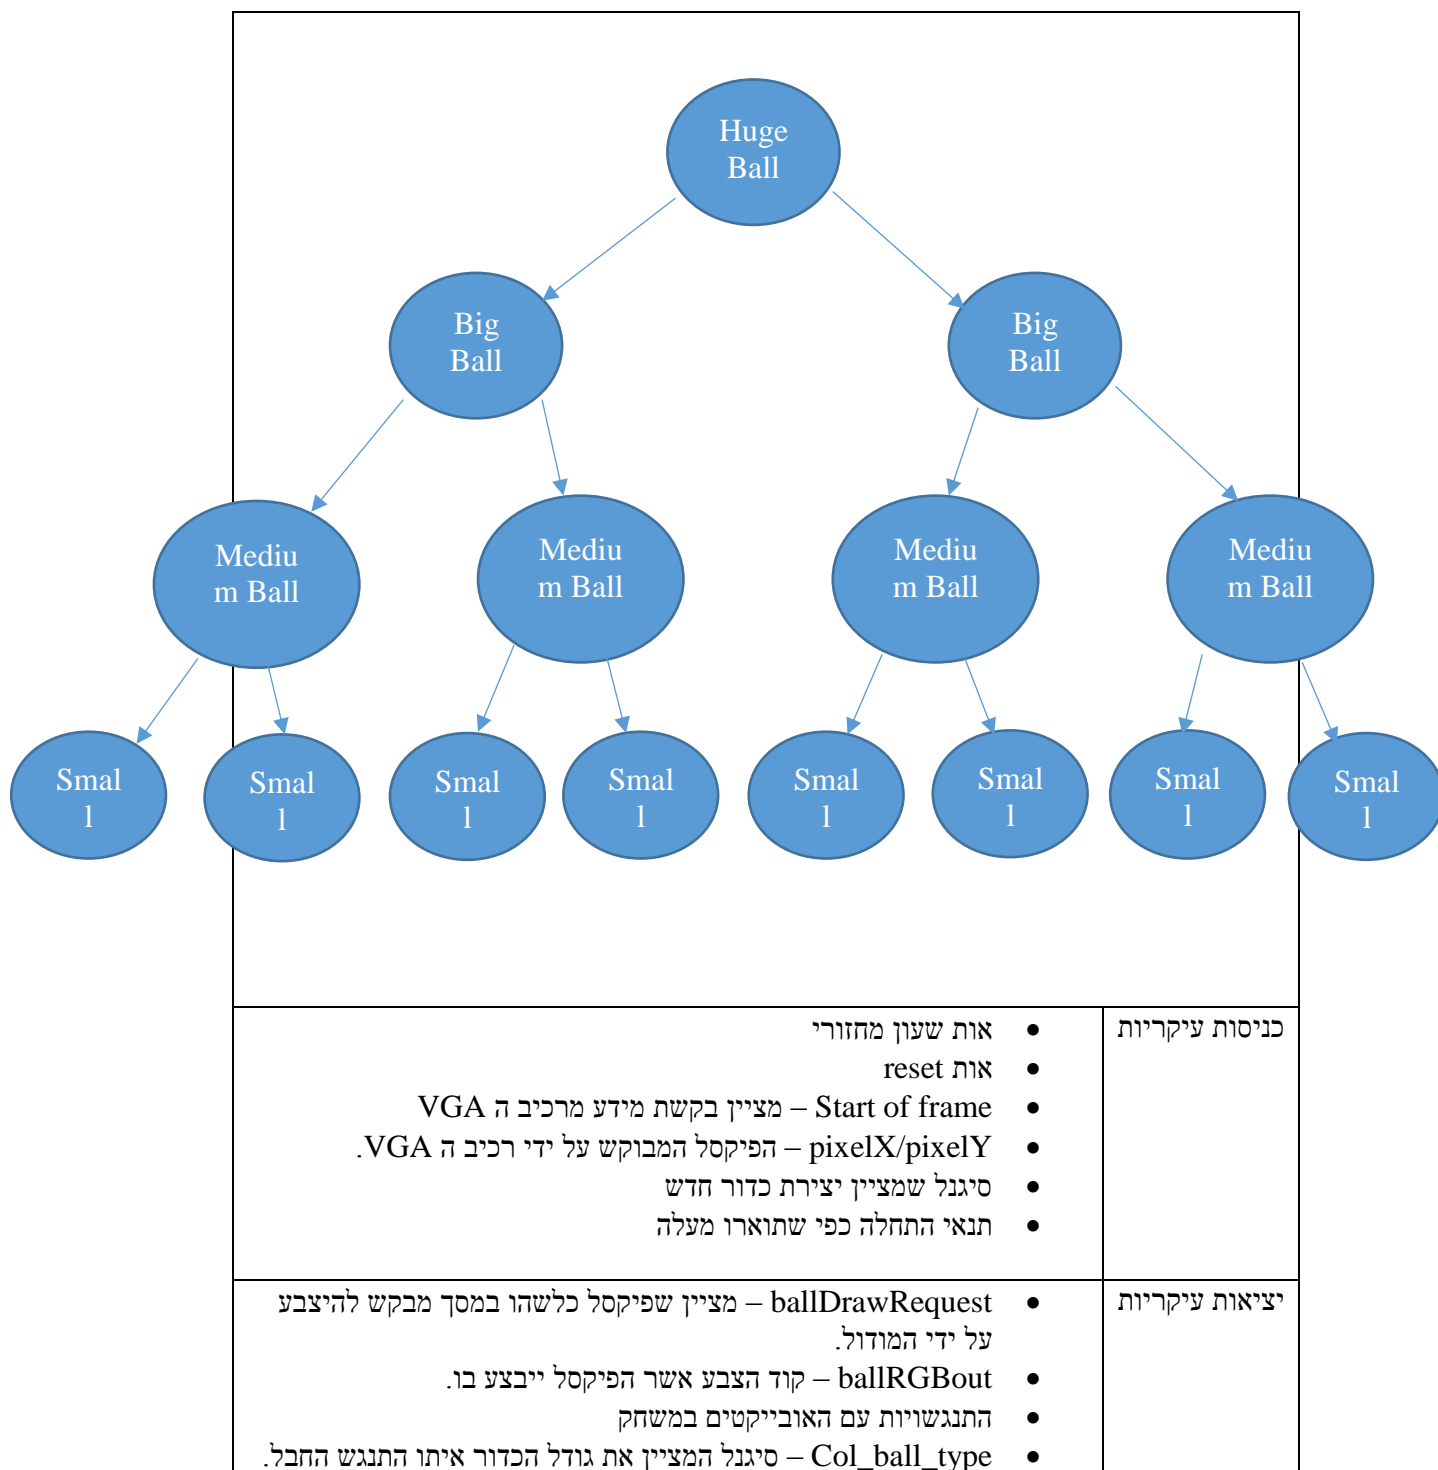 Huge
Ball
Big
Ball
Big
Ball
Mediu
m Ball
Mediu
m Ball
Mediu
m Ball
Mediu
m Ball
Smal
l
Smal
l
Smal
l
Smal
l
Smal
l
Smal
l
Smal
l
Smal
l
כניסות עיקריות
• אות שעון מחזורי
• אות reset
• Start of frame – מציין בקשת מידע מרכיב ה VGA
• pixelX/pixelY – הפיקסל המבוקש על ידי רכיב ה VGA.
• סיגנל שמציין יצירת כדור חדש
• תנאי התחלה כפי שתוארו מעלה
יציאות עיקריות
• ballDrawRequest – מציין שפיקסל כלשהו במסך מבקש להיצבע
על ידי המודול.
• ballRGBout – קוד הצבע אשר הפיקסל ייבצע בו.
• התנגשויות עם האובייקטים במשחק
• Col_ball_type – סיגנל המציין את גודל הכדור איתו התנגש החבל.